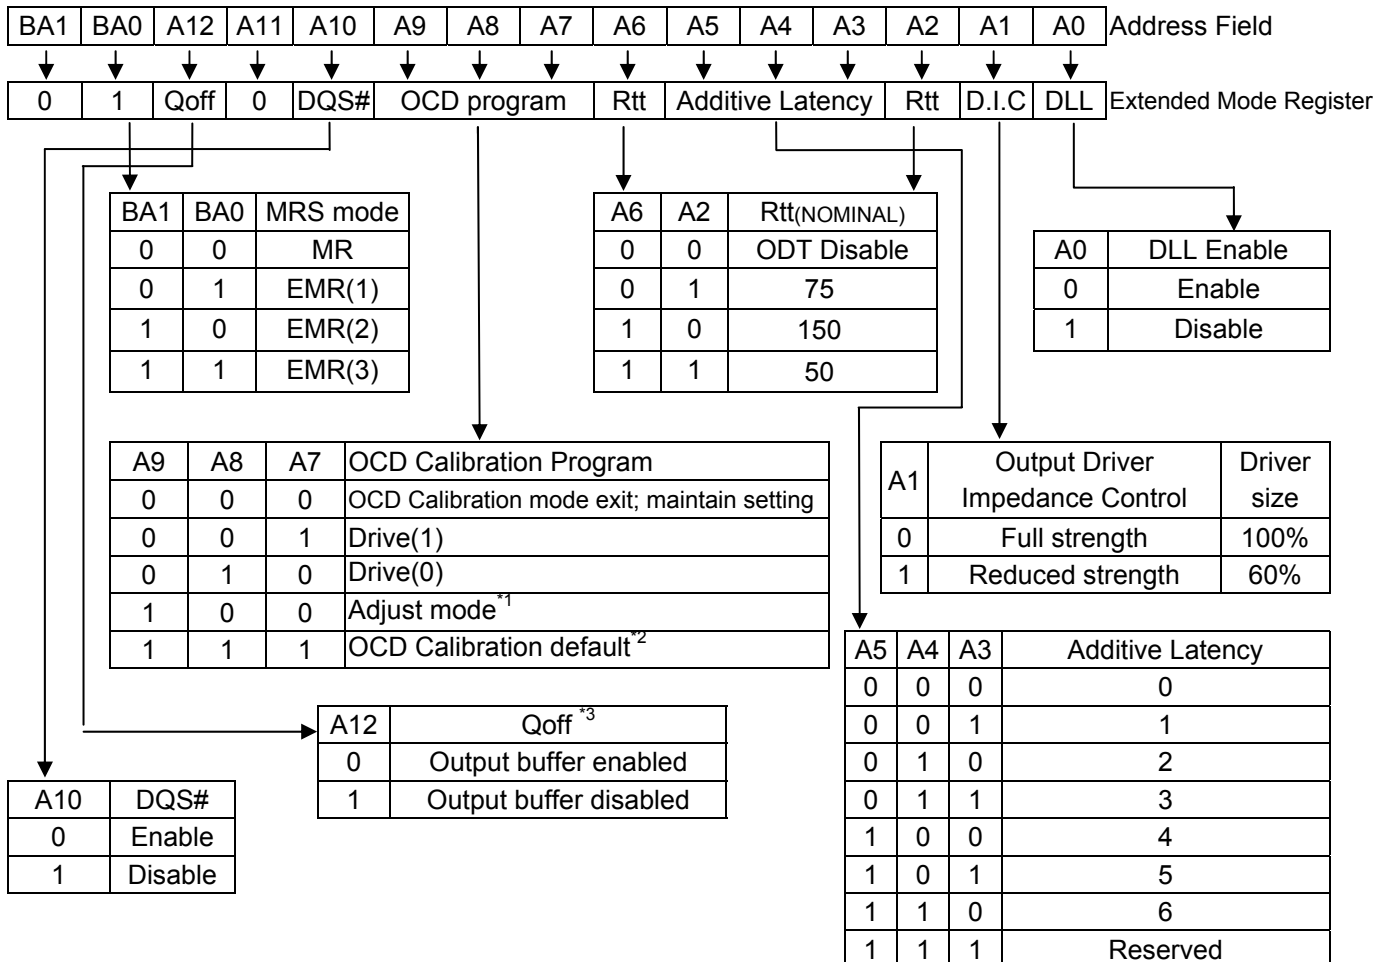 BA1 BA0 A12 A11 A10 A9 A8 A7 A6 A5 A4 A3 A2 A1 A0 Address Field
0 1 Qoff 0 DQS# OCD program Rtt Additive Latency Rtt D.I.C DLL Extended Mode Register
BA1 BA0 MRS mode
0 0 MR
0 1 EMR(1)
1 0 EMR(2)
1 1 EMR(3)
A6 A2 Rtt(NOMINAL)
0 0 ODT Disable
0 1 75
1 0 150
1 1 50
A0 DLL Enable
0 Enable
1 Disable
A9 A8 A7 OCD Calibration Program
0 0 0 OCD Calibration mode exit; maintain setting
0 0 1 Drive(1)
0 1 0 Drive(0)
1 0 0 Adjust mode*1
1 1 1 OCD Calibration default*2
A1 Output Driver Impedance Control Driver size
0 Full strength 100%
1 Reduced strength 60%
A12 Qoff *3
0 Output buffer enabled
1 Output buffer disabled
A10 DQS#
0 Enable
1 Disable
A5 A4 A3 Additive Latency
0 0 0 0
0 0 1 1
0 1 0 2
0 1 1 3
1 0 0 4
1 0 1 5
1 1 0 6
1 1 1 Reserved